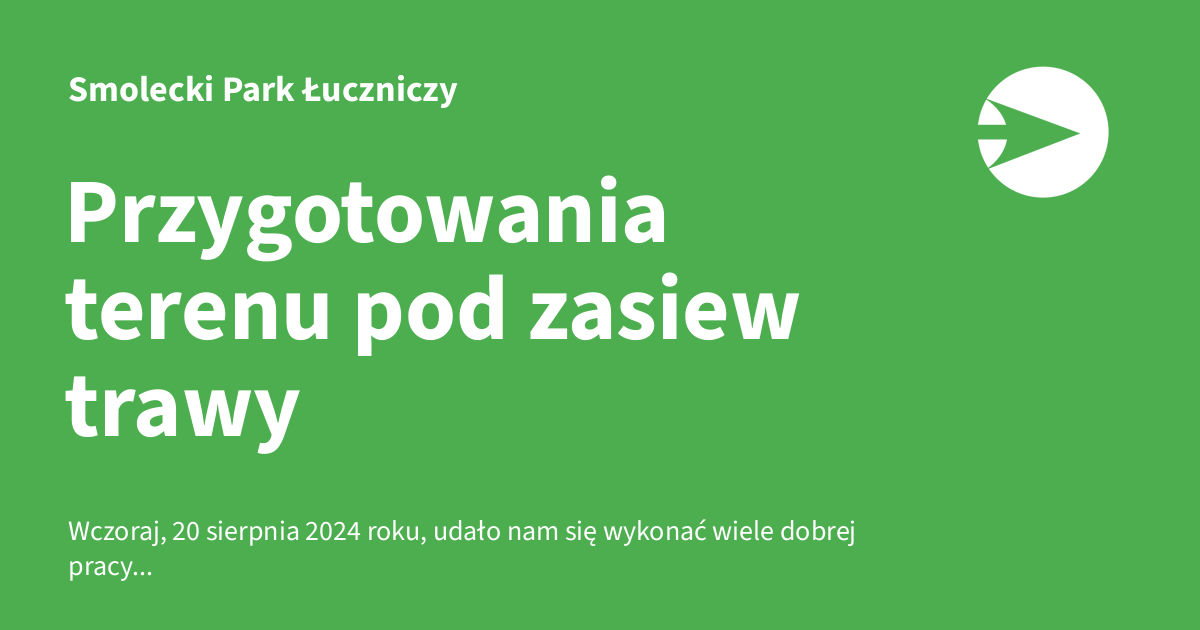 Smolecki Park Łuczniczy
Przygotowania
terenu pod zasiew
trawy
Wczoraj, 20 sierpnia 2024 roku, udało nam się wykonać wiele dobrej
pracy...